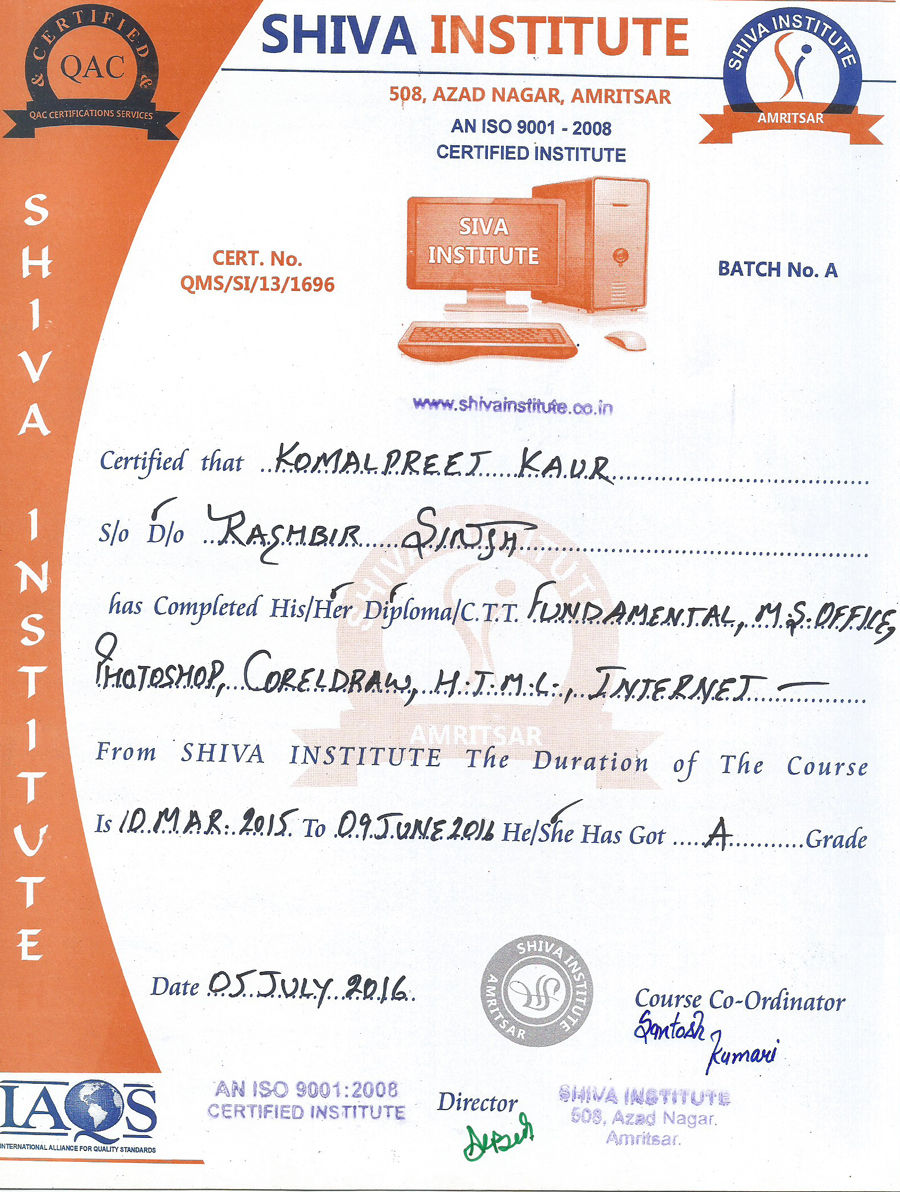 CERTIFIED
& &
QAC
QAC CERTIFICATIONS SERVICES
SHIVA INSTITUTE
SHIVA INSTITUTE
AMRITSAR
508, AZAD NAGAR, AMRITSAR
AN ISO 9001 - 2008
CERTIFIED INSTITUTE
SHIVA INSTITUTE
SIVA
INSTITUTE
CERT. No.
QMS/SI/13/1696
BATCH No. A
www.shivainstitute.co.in
Certified that KOMALPREET KAUR
S/o D/o RAGHBIR SINGH
has Completed His/Her Diploma/C.T.T. FUNDAMENTAL, M.S.OFFICE,
PHOTOSHOP, CORELDRAW, H.T.M.L., INTERNET —
SHIVA INSTITUTE
AMRITSAR
From SHIVA INSTITUTE The Duration of The Course
Is 10 MAR. 2015 To 09 JUNE 2016 He/She Has Got A Grade
Date 05 JULY 2016
SHIVA INSTITUTE
AMRITSAR
Course Co-Ordinator
Santosh
Kumari
IAQS
INTERNATIONAL ALLIANCE FOR QUALITY STANDARDS
AN ISO 9001:2008
CERTIFIED INSTITUTE
Director
SHIVA INSTITUTE
508, Azad Nagar.
Amritsar.